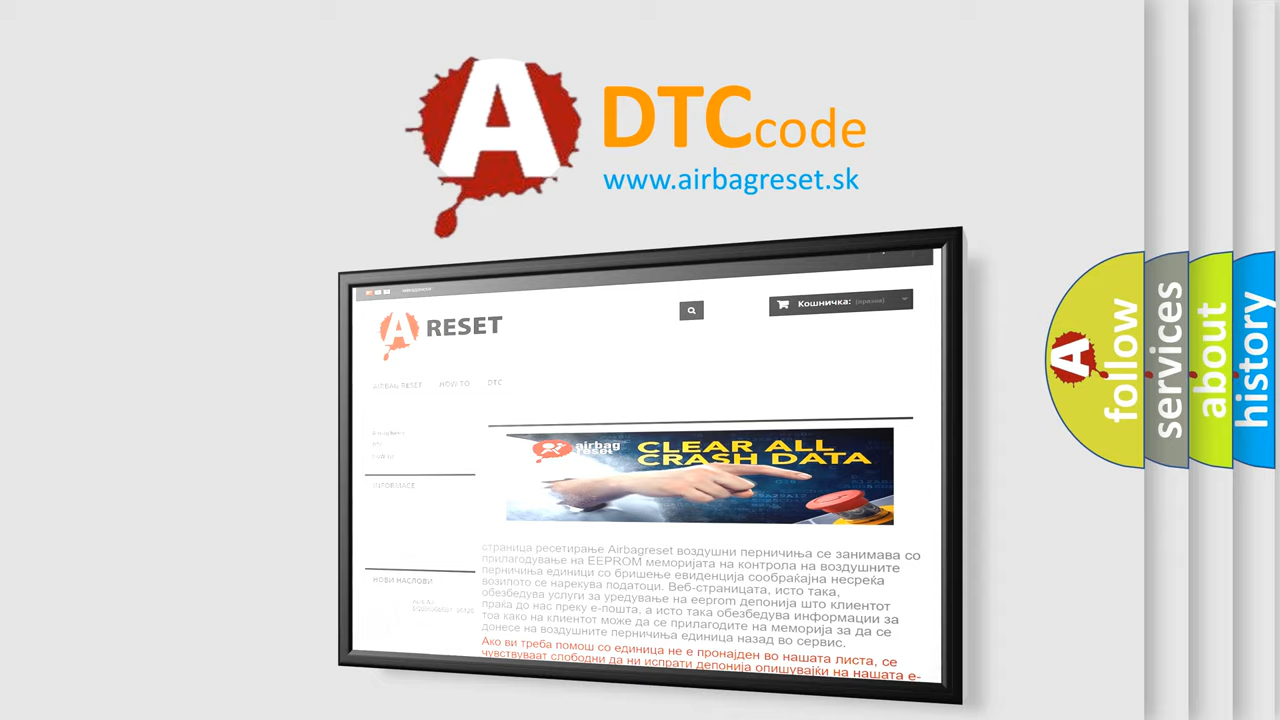 A DTCcode
www.airbagreset.sk
Кошничка: (празни)
A RESET
AIRBAG RESET HOW TO DTC
airbag reset CLEAR ALL CRASH DATA
INFORMACE
страница ресетирање Airbagreset воздушни перничиња се занимава со
прилагодување на EEPROM меморијата на контрола на воздушните
перничиња единици со бришење евиденција сообраќајна несреќа
возилото се нарекува податоци. Веб-страницата, исто така,
обезбедува услуги за уредување на eeprom депонија што клиентот
праќа до нас преку е-пошта, а исто така обезбедува информации за
тоа како на клиентот може да се прилагодите на меморија за да се
донесе на воздушните перничиња единица назад во сервис.
Ако ви треба помош со единица не е пронајден во нашата листа, се
чувствуваат слободни да ни испрати депонија опишувајќи на нашата е-
НОВИ НАСЛОВИ
A follow
services
about
history